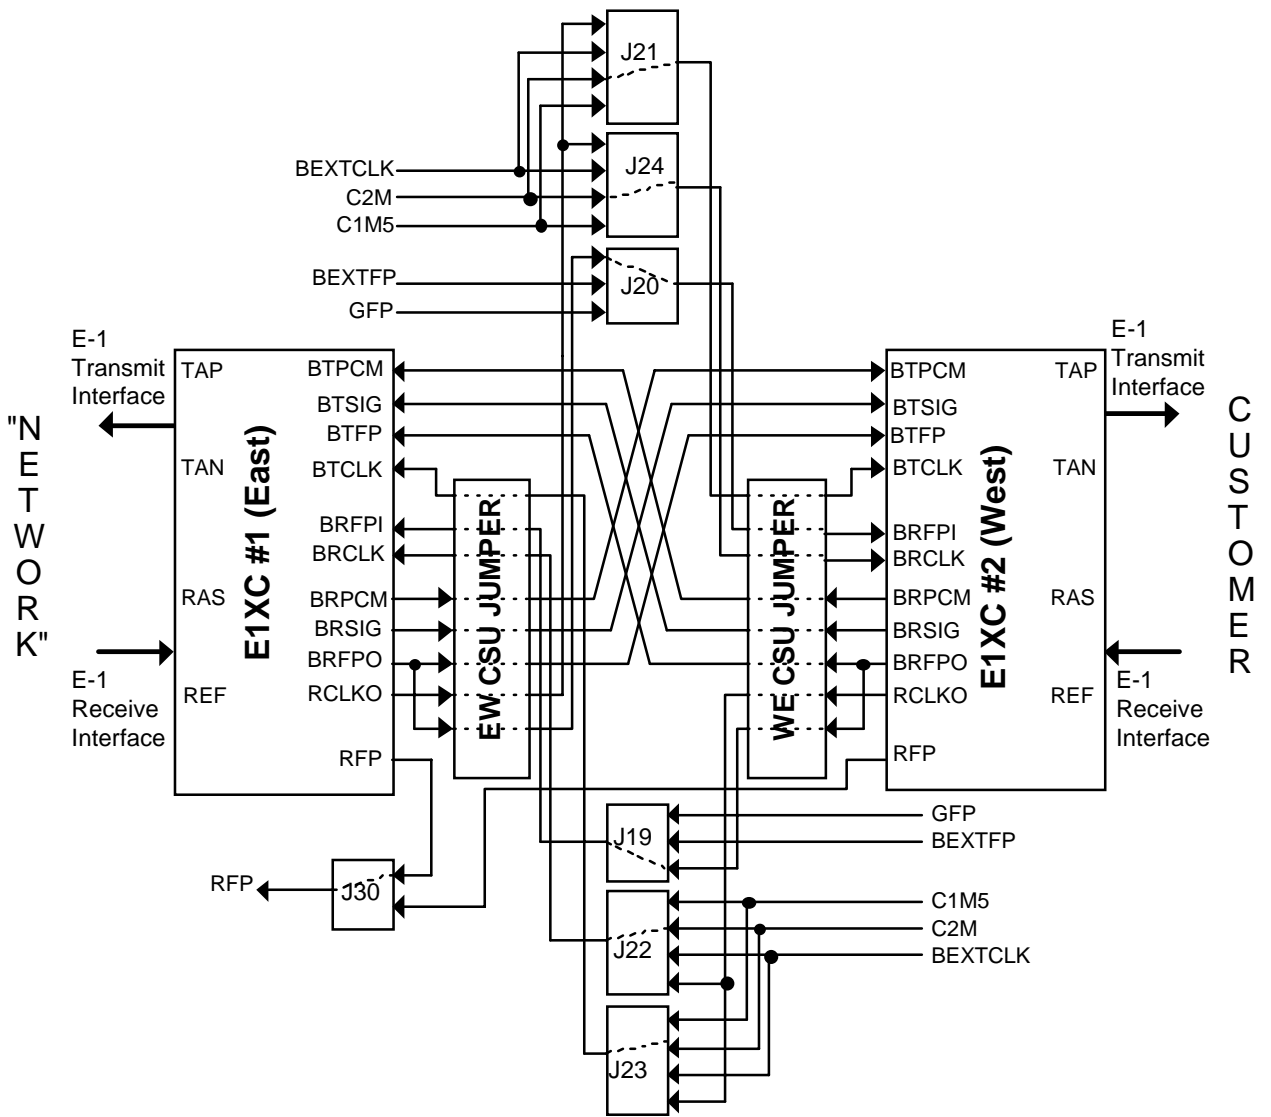 J21
J24
BEXTCLK
C2M
C1M5
BEXTFP
J20
GFP
E-1
Transmit
Interface
TAP
BTPCM
BTSIG
BTFP
TAN
BTCLK
BRFPI
BRCLK
RAS
BRPCM
BRSIG
BRFPO
REF
RCLKO
RFP
E1XC #1 (East)
"NETWORK"
E-1
Receive
Interface
EW CSU JUMPER
WE CSU JUMPER
BTPCM
TAP
BTSIG
BTFP
BTCLK
TAN
BRFPI
BRCLK
BRPCM
RAS
BRSIG
BRFPO
RCLKO
REF
RFP
E1XC #2 (West)
E-1
Transmit
Interface
CUSTOMER
E-1
Receive
Interface
J19
GFP
BEXTFP
RFP
J30
J22
C1M5
C2M
BEXTCLK
J23